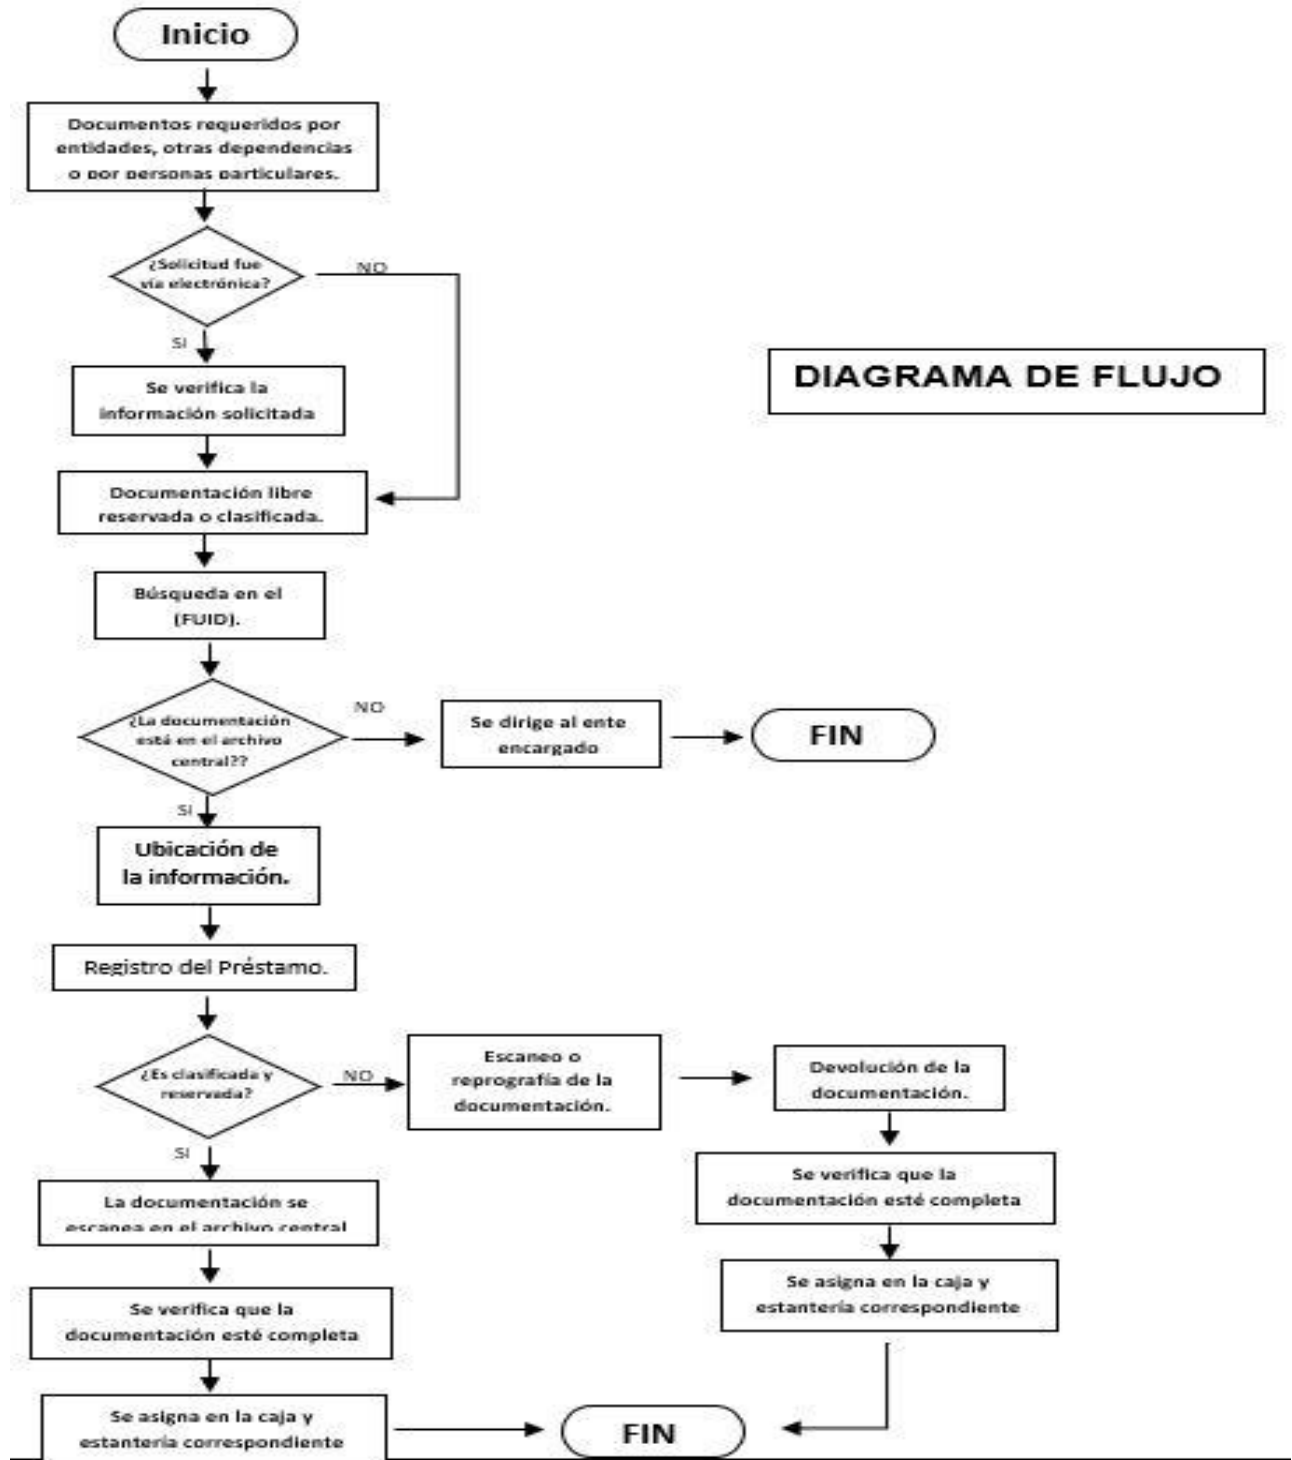 Inicio
Documentos requeridos por
entidades, otras dependencias
o por personas particulares.
¿Solicitud fue
vía electrónica?
NO
SI
Se verifica la
información solicitada
DIAGRAMA DE FLUJO
Documentación libre
reservada o clasificada.
Búsqueda en el
(FUID).
¿La documentación
está en el archivo
central??
NO
Se dirige al ente
encargado
FIN
SI
Ubicación de
la información.
Registro del Préstamo.
¿Es clasificada y
reservada?
NO
Escaneo o
reprografía de la
documentación.
Devolución de la
documentación.
Se verifica que la
documentación esté completa
Se asigna en la caja y
estantería correspondiente
SI
La documentación se
escanea en el archivo central
Se verifica que la
documentación esté completa
Se asigna en la caja y
estantería correspondiente
FIN